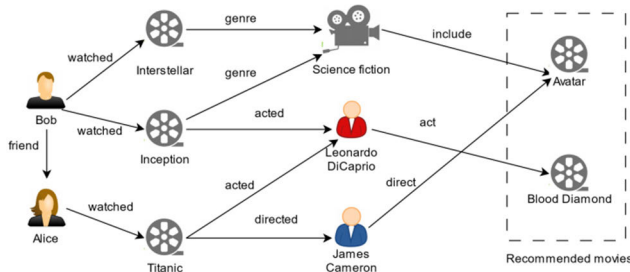 genre
include
watched
Interstellar
genre
Science fiction
Avatar
Bob
watched
acted
act
friend
Inception
Leonardo
DiCaprio
acted
direct
watched
Blood Diamond
directed
Alice
Titanic
James
Cameron
Recommended movies